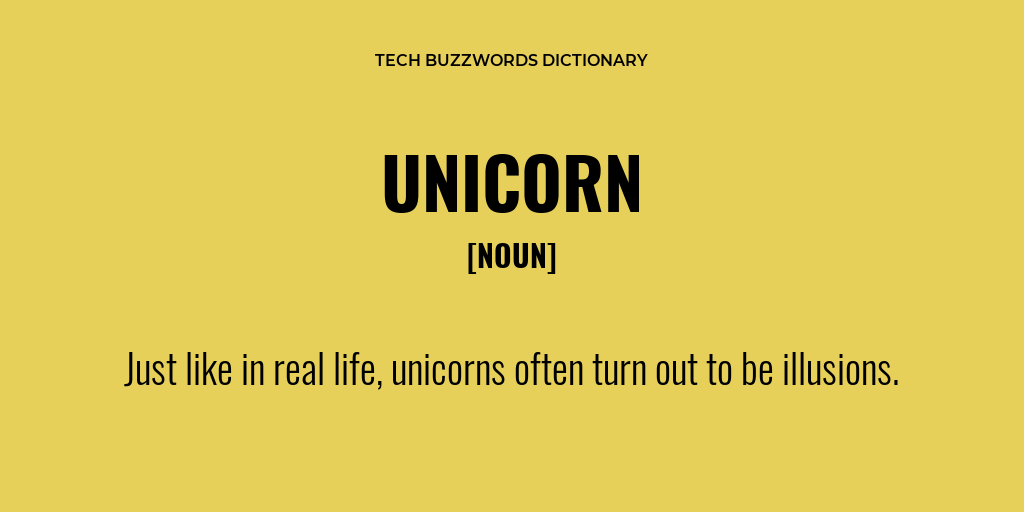 TECH BUZZWORDS DICTIONARY
UNICORN
[NOUN]
Just like in real life, unicorns often turn out to be illusions.